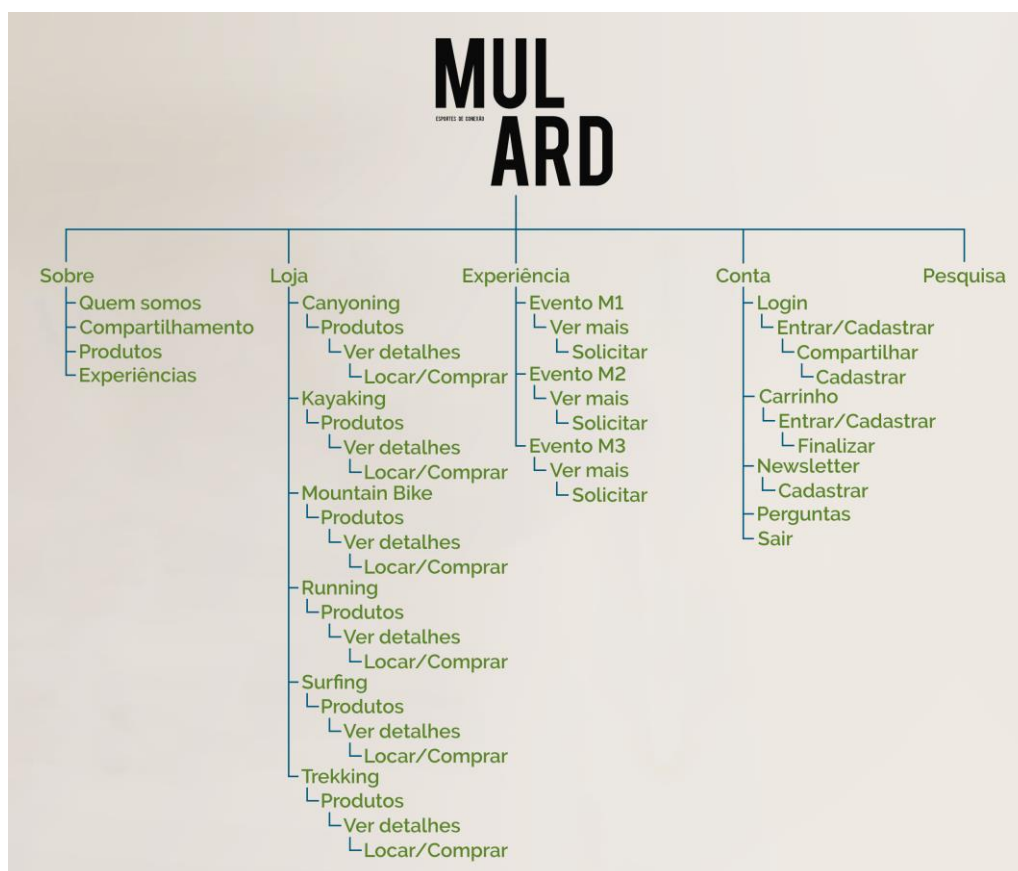 MUL
ESPORTES DE CONEXÃO
ARD
Sobre
Quem somos
Compartilhamento
Produtos
Experiências
Loja
Canyoning
Produtos
Ver detalhes
Locar/Comprar
Kayaking
Produtos
Ver detalhes
Locar/Comprar
Mountain Bike
Produtos
Ver detalhes
Locar/Comprar
Running
Produtos
Ver detalhes
Locar/Comprar
Surfing
Produtos
Ver detalhes
Locar/Comprar
Trekking
Produtos
Ver detalhes
Locar/Comprar
Experiência
Evento M1
Ver mais
Solicitar
Evento M2
Ver mais
Solicitar
Evento M3
Ver mais
Solicitar
Conta
Login
Entrar/Cadastrar
Compartilhar
Cadastrar
Carrinho
Entrar/Cadastrar
Finalizar
Newsletter
Cadastrar
Perguntas
Sair
Pesquisa